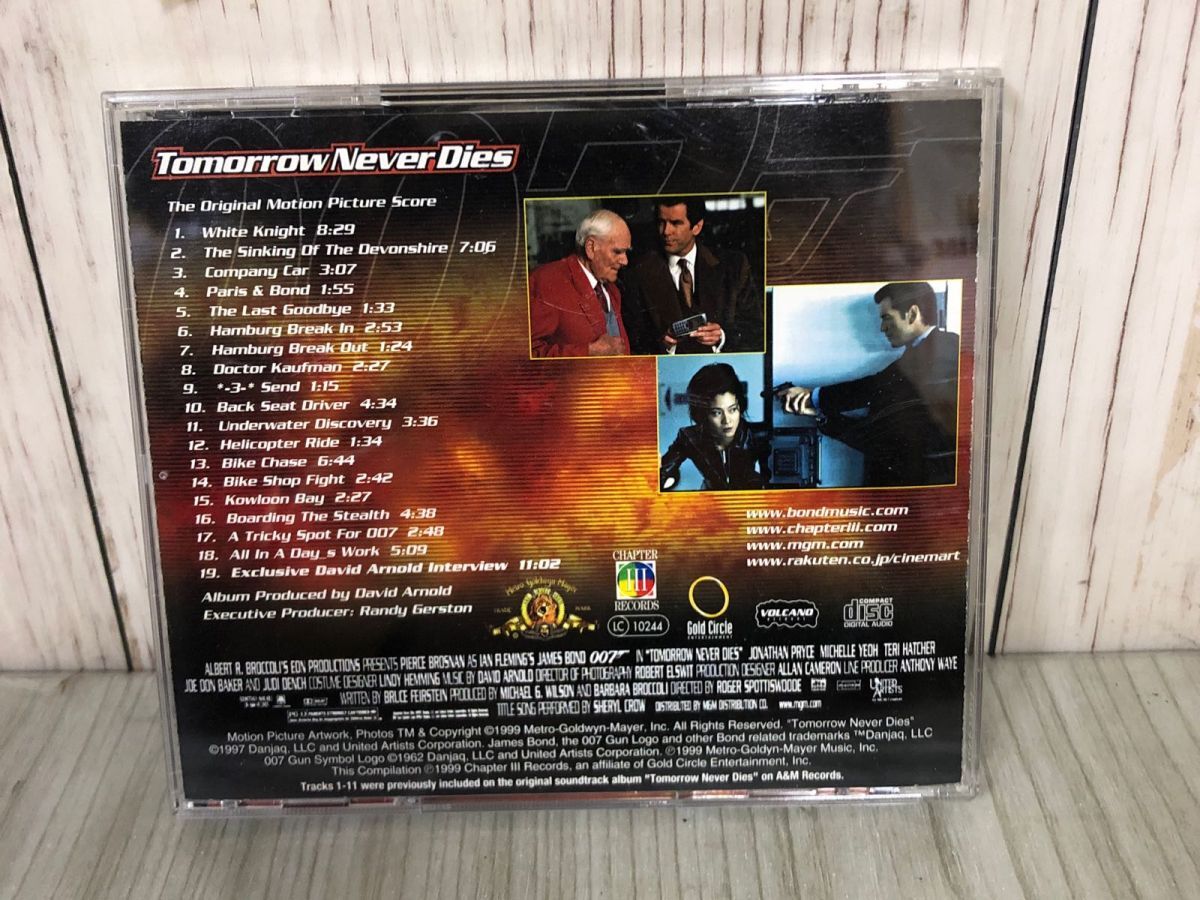 Tomorrow Never Dies
The Original Motion Picture Score
1. White Knight 8:29
2. The Sinking Of The Devonshire 7:06
3. Company Car 3:07
4. Paris & Bond 1:55
5. The Last Goodbye 1:33
6. Hamburg Break In 2:53
7. Hamburg Break Out 1:24
8. Doctor Kaufman 2:27
9. *-3-* Send 1:15
10. Back Seat Driver 4:34
11. Underwater Discovery 3:36
12. Helicopter Ride 1:34
13. Bike Chase 6:44
14. Bike Shop Fight 2:42
15. Kowloon Bay 2:27
16. Boarding The Stealth 4:38
17. A Tricky Spot For 007 2:48
18. All In A Day_s Work 5:09
19. Exclusive David Arnold Interview 11:02
Album Produced by David Arnold
Executive Producer: Randy Gerston
www.bondmusic.com
www.chapteriii.com
www.mgm.com
www.rakuten.co.jp/cinemart
Metro Goldwyn Mayer
TRADE MARK
CHAPTER
III
RECORDS
LC 10244
Gold Circle
ENTERTAINMENT
VOLCANO
RECORDS
COMPACT
disc
DIGITAL AUDIO
ALBERT R. BROCCOLI'S EON PRODUCTIONS PRESENTS PIERCE BROSNAN AS IAN FLEMING'S JAMES BOND 007 IN "TOMORROW NEVER DIES" JONATHAN PRYCE MICHELLE YEOH TERI HATCHER
JOE DON BAKER AND JUDI DENCH COSTUME DESIGNER LINDY HEMMING MUSIC BY DAVID ARNOLD DIRECTOR OF PHOTOGRAPHY ROBERT ELSWIT PRODUCTION DESIGNER ALLAN CAMERON LINE PRODUCER ANTHONY WAYE
WRITTEN BY BRUCE FEIRSTEIN PRODUCED BY MICHAEL G. WILSON AND BARBARA BROCCOLI DIRECTED BY ROGER SPOTTISWOODE
UNITED ARTISTS
TITLE SONG PERFORMED BY SHERYL CROW DISTRIBUTED BY MGM DISTRIBUTION CO. www.mgm.com
Motion Picture Artwork, Photos TM & Copyright ©1999 Metro-Goldwyn-Mayer, Inc. All Rights Reserved. "Tomorrow Never Dies"
©1997 Danjaq, LLC and United Artists Corporation. James Bond, the 007 Gun Logo and other Bond related trademarks ™Danjaq, LLC
007 Gun Symbol Logo ©1962 Danjaq, LLC and United Artists Corporation. ℗1999 Metro-Goldyn-Mayer Music, Inc.
This Compilation ℗1999 Chapter III Records, an affiliate of Gold Circle Entertainment, Inc.
Tracks 1-11 were previously included on the original soundtrack album "Tomorrow Never Dies" on A&M Records.